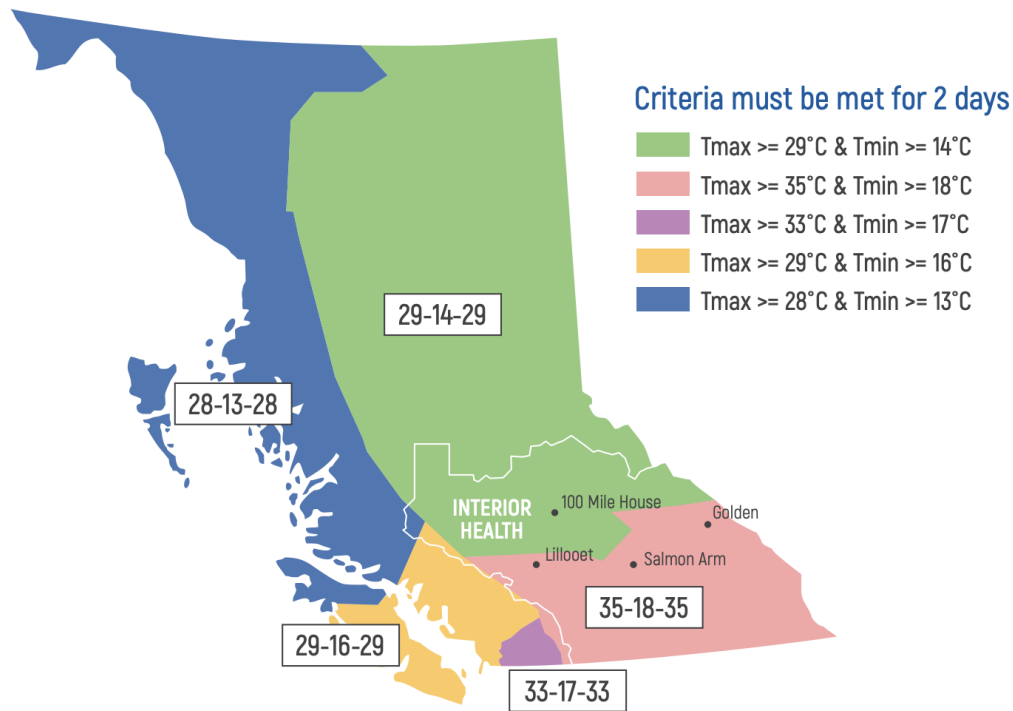 Criteria must be met for 2 days
Tmax >= 29°C & Tmin >= 14°C
Tmax >= 35°C & Tmin >= 18°C
Tmax >= 33°C & Tmin >= 17°C
Tmax >= 29°C & Tmin >= 16°C
Tmax >= 28°C & Tmin >= 13°C
29-14-29
28-13-28
INTERIOR
HEALTH
100 Mile House
Golden
Lillooet
Salmon Arm
35-18-35
29-16-29
33-17-33